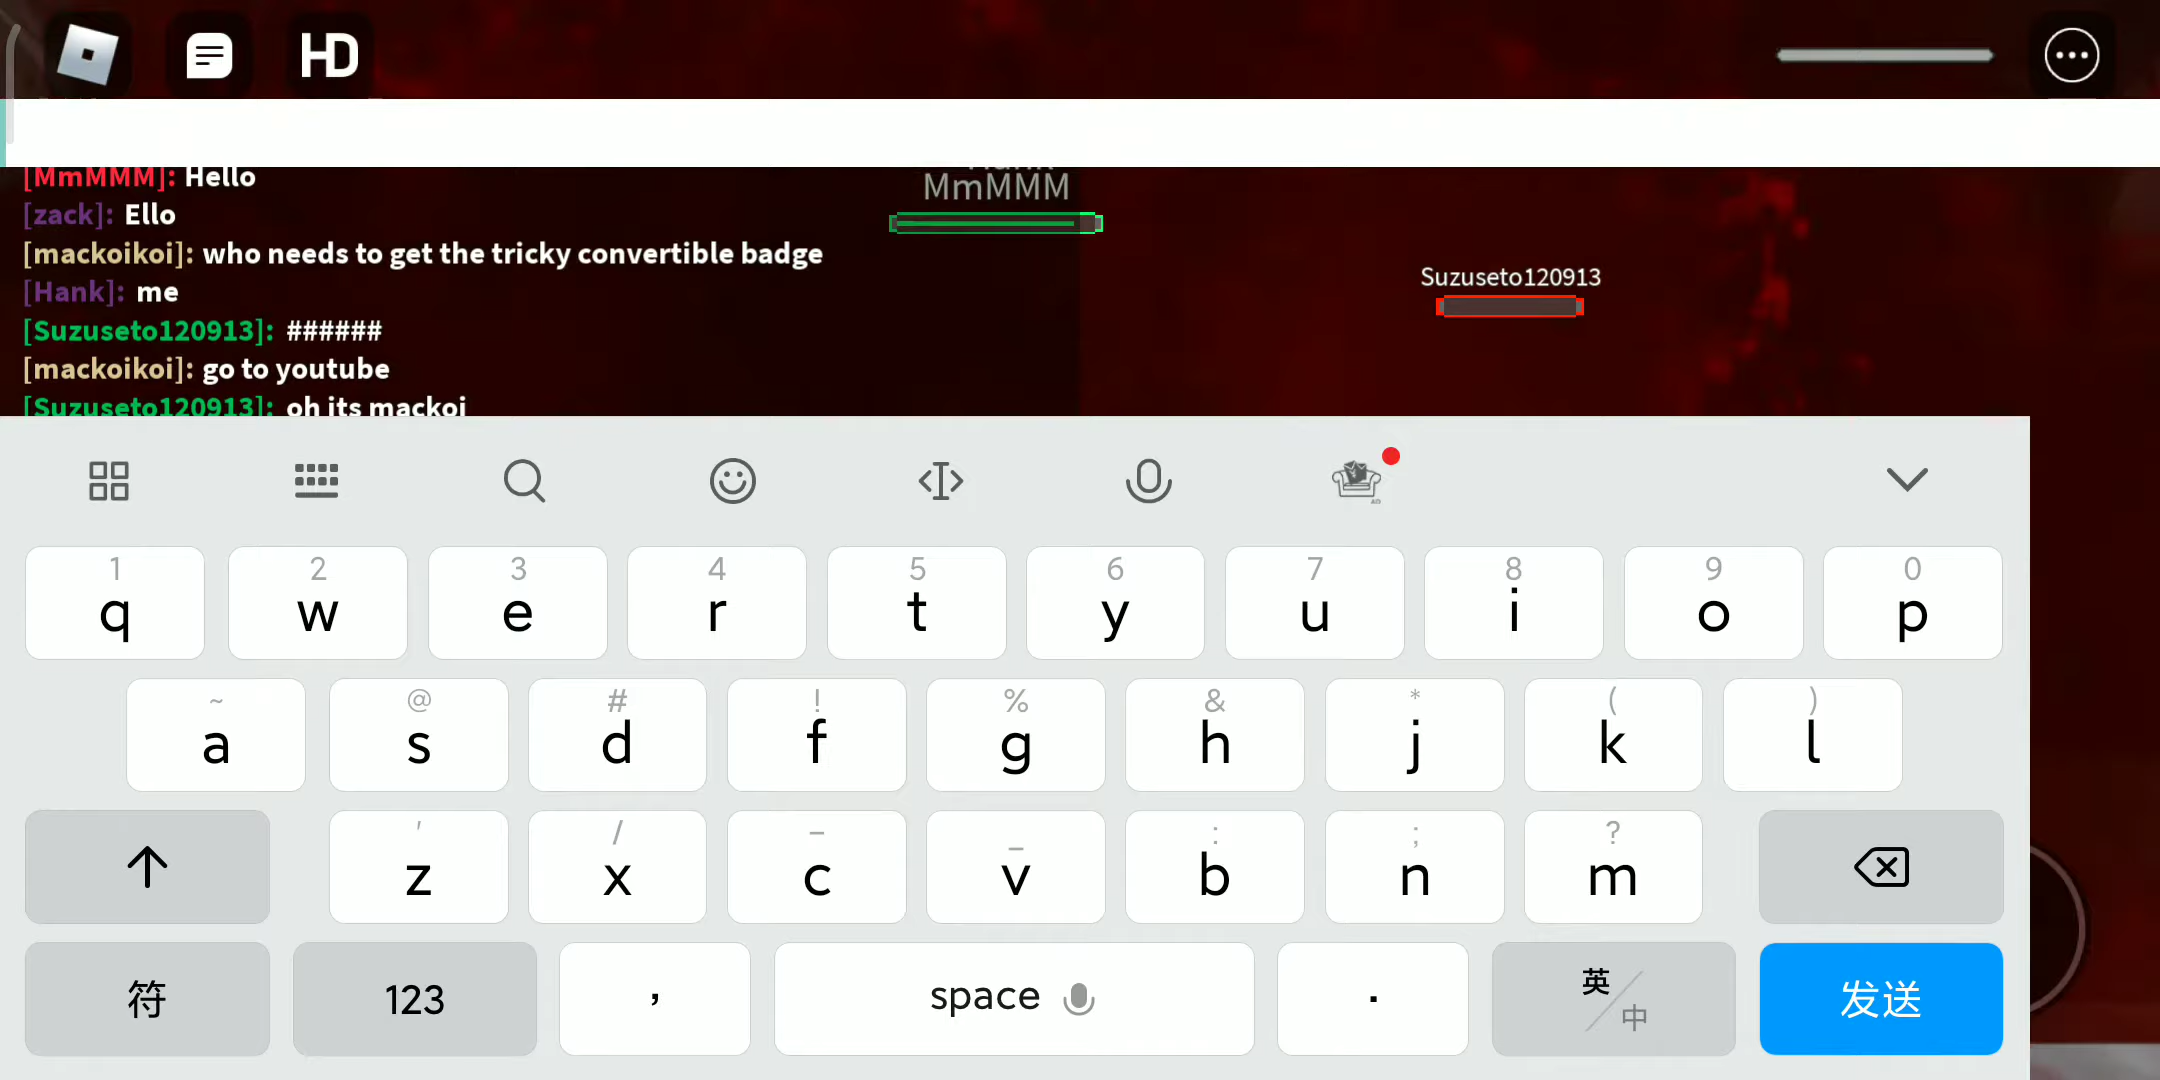 HD
[MmMMM]: Hello
[zack]: Ello
[mackoikoi]: who needs to get the tricky convertible badge
[Hank]: me
[Suzuseto120913]: ######
[mackoikoi]: go to youtube
[Suzuseto120913]: oh its mackoi
MmMMM
Suzuseto120913
1 2 3 4 5 6 7 8 9 0
q w e r t y u i o p
~ @ # ! % & * ( )
a s d f g h j k l
' / - _ : ; ?
z x c v b n m
符 123 , space . 英/中 发送